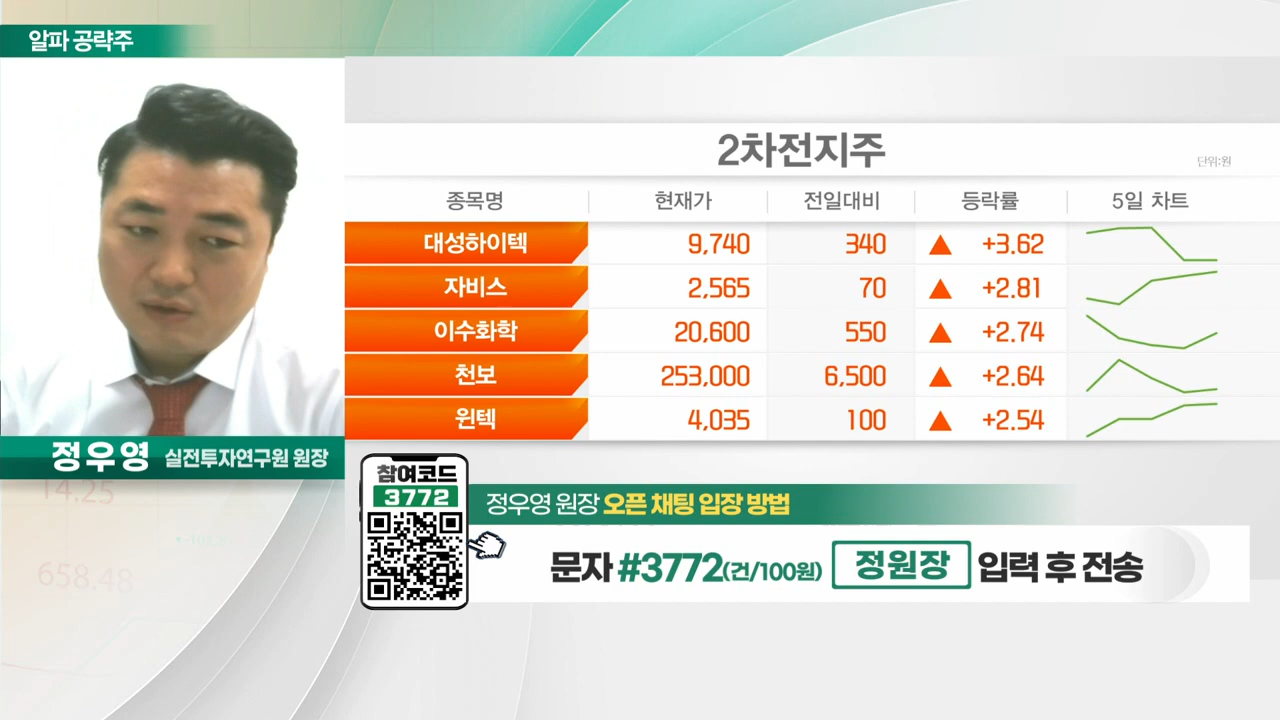 알파 공략주
2차전지주
단위:원
종목명 현재가 전일대비 등락률 5일 차트
대성하이텍 9,740 340 ▲ +3.62
자비스 2,565 70 ▲ +2.81
이수화학 20,600 550 ▲ +2.74
천보 253,000 6,500 ▲ +2.64
윈텍 4,035 100 ▲ +2.54
정우영 실전투자연구원 원장
14.25
658.48
참여코드
3772
정우영 원장 오픈 채팅 입장 방법
문자 #3772(건/100원) 정원장 입력 후 전송